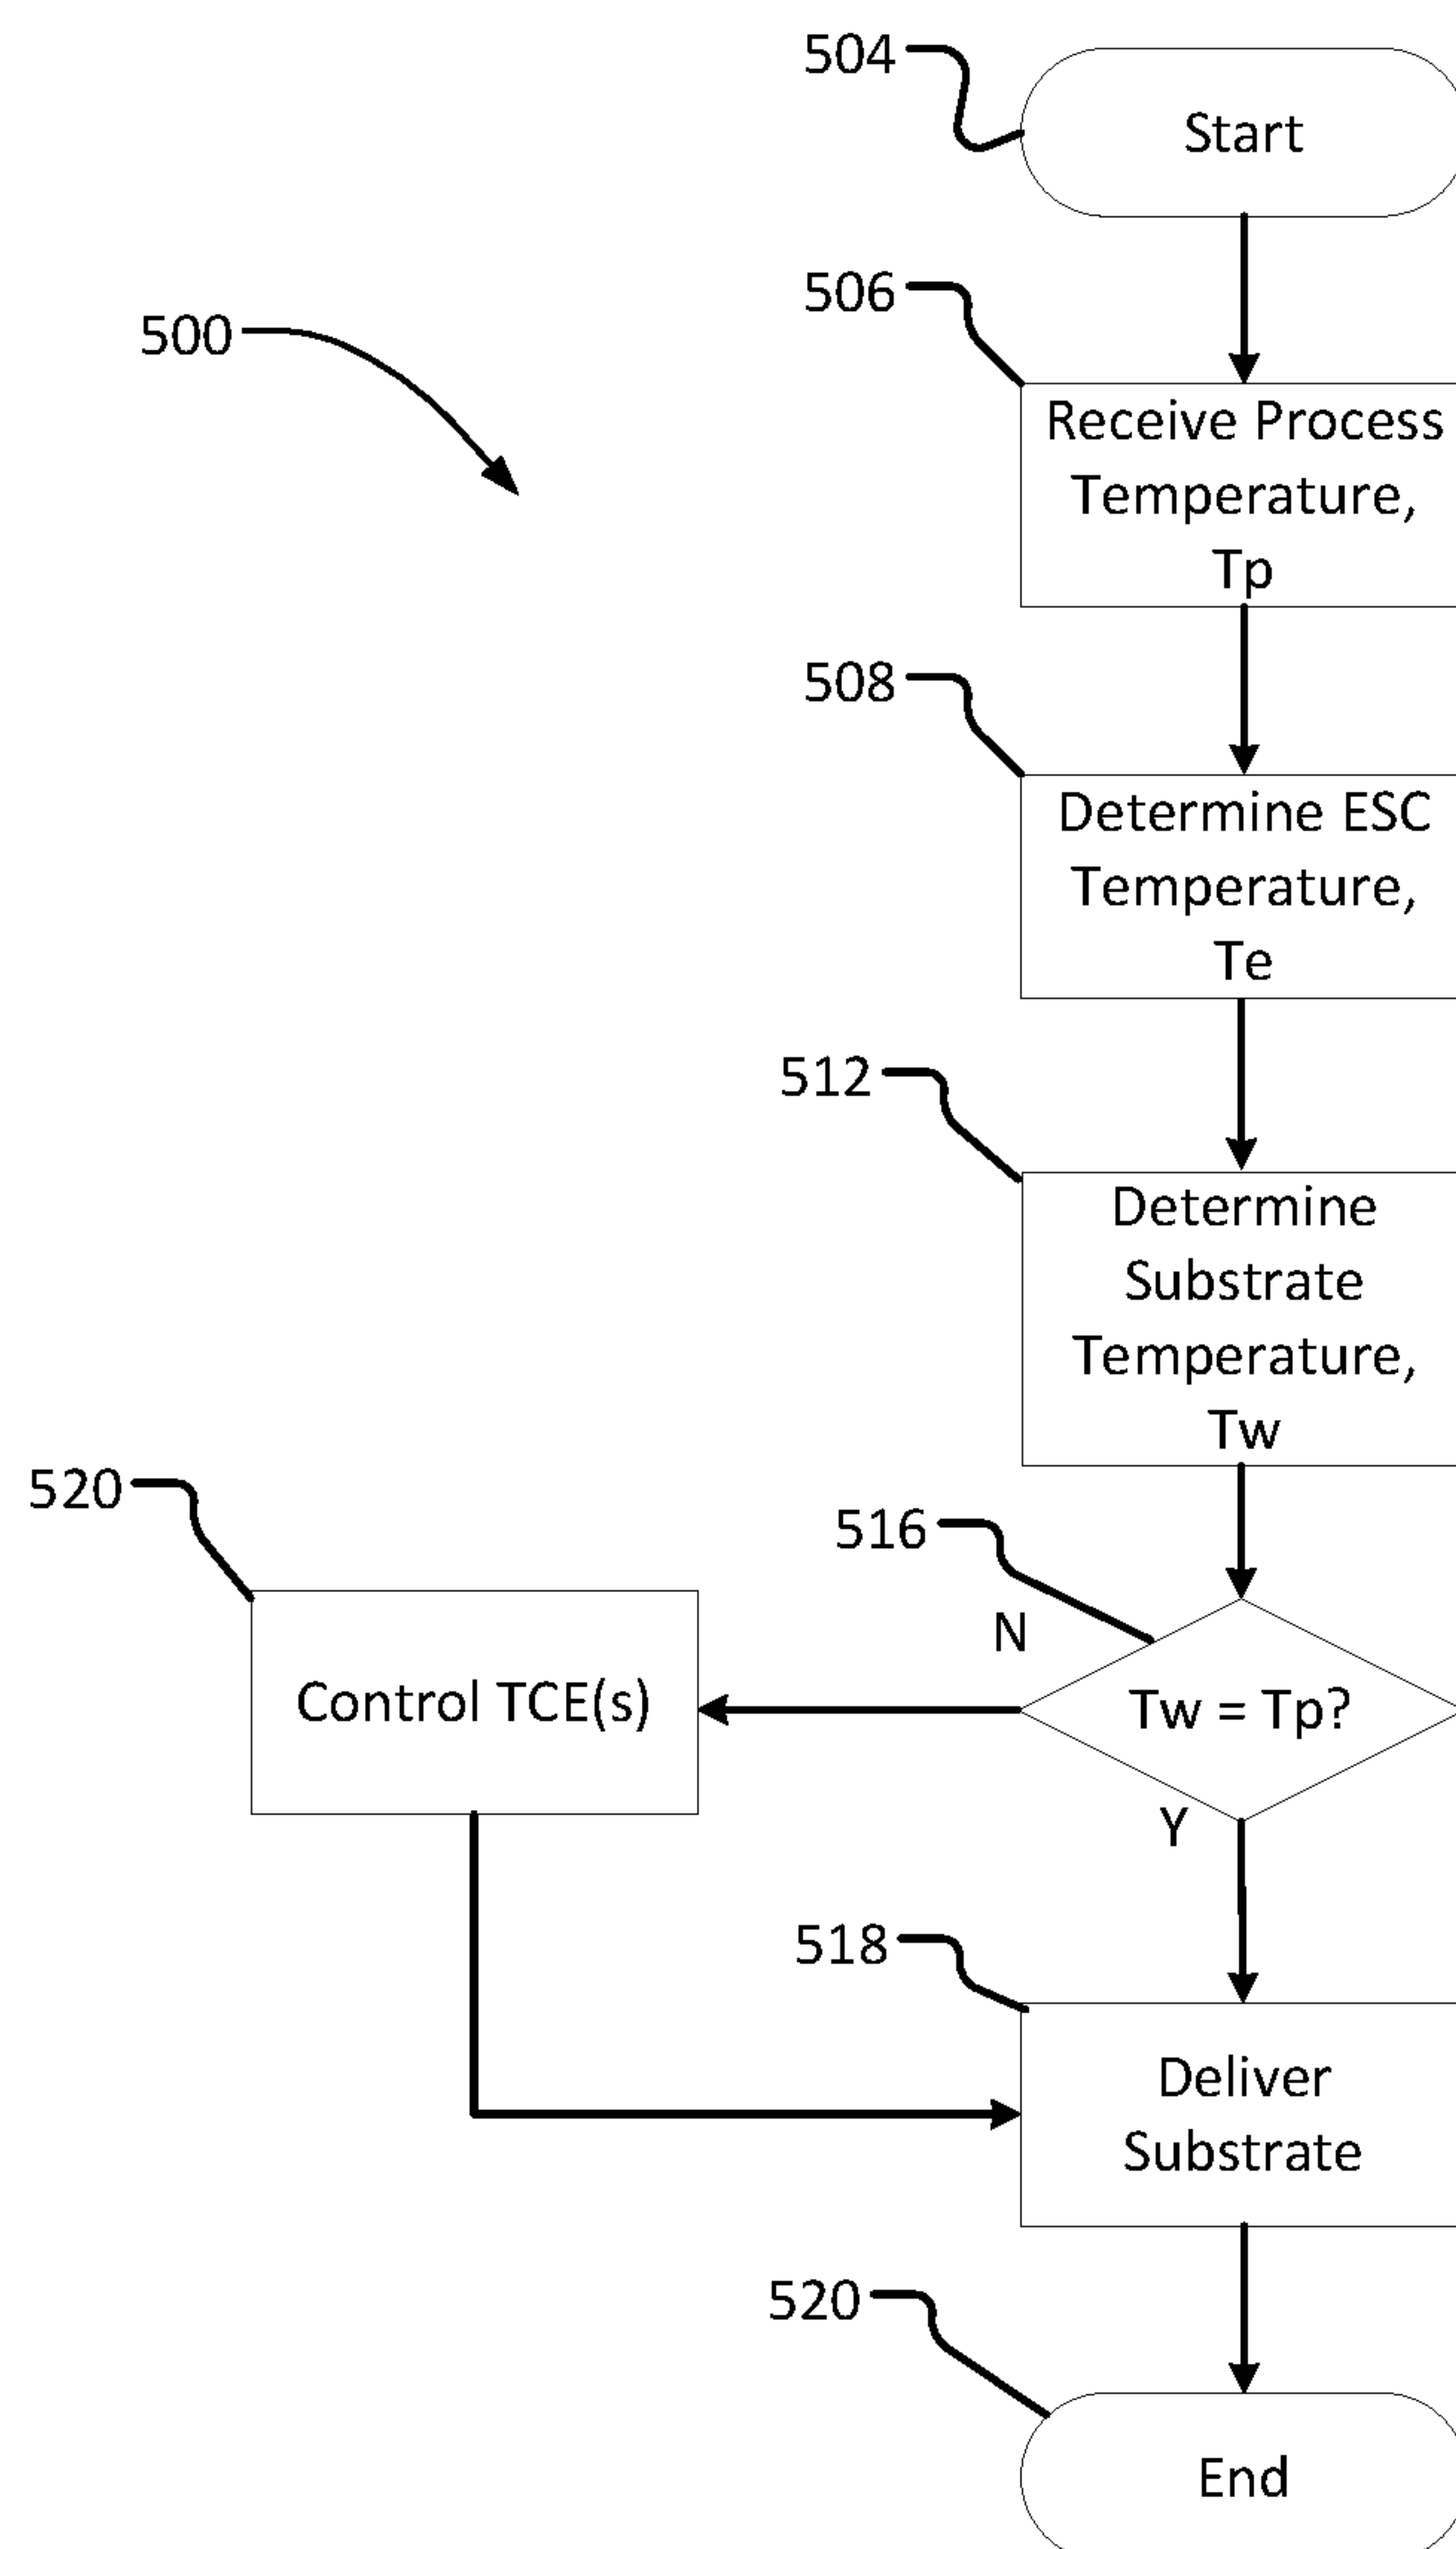 504
Start
500
506
Receive Process
Temperature,
Tp
508
Determine ESC
Temperature,
Te
512
Determine
Substrate
Temperature,
Tw
520
516
N
Control TCE(s)
Tw = Tp?
Y
518
Deliver
Substrate
520
End